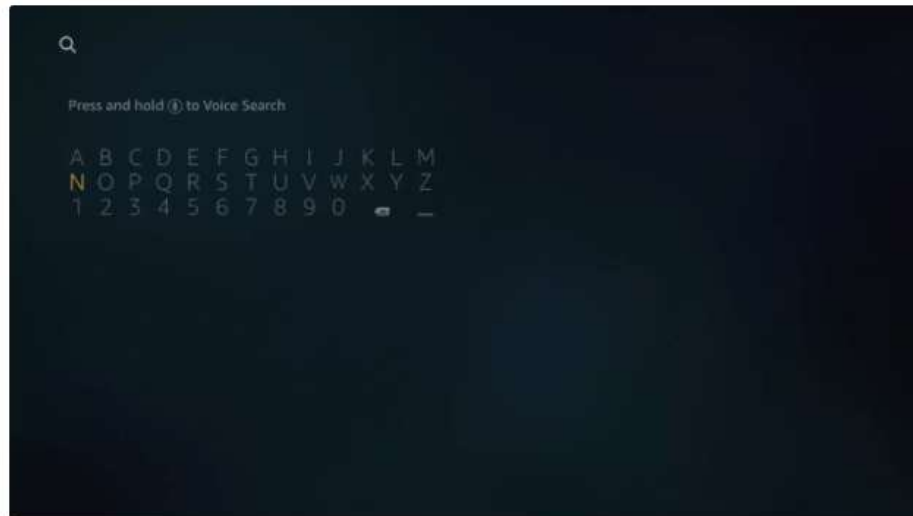 Press and hold to Voice Search
A B C D E F G H I J K L M
N O P Q R S T U V W X Y Z
1 2 3 4 5 6 7 8 9 0